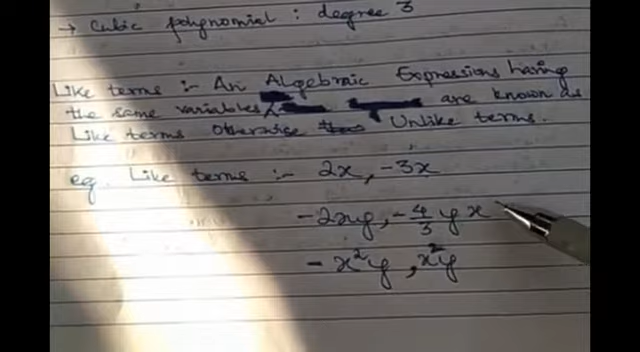 → Cubic polynomial : degree 3
Like terms :- An Algebraic Expressions having
the same variables are known as
Like terms otherwise Unlike terms.
eg. Like terms :- 2x, -3x
-2xy, -4/3 yx
- x²y, x²y